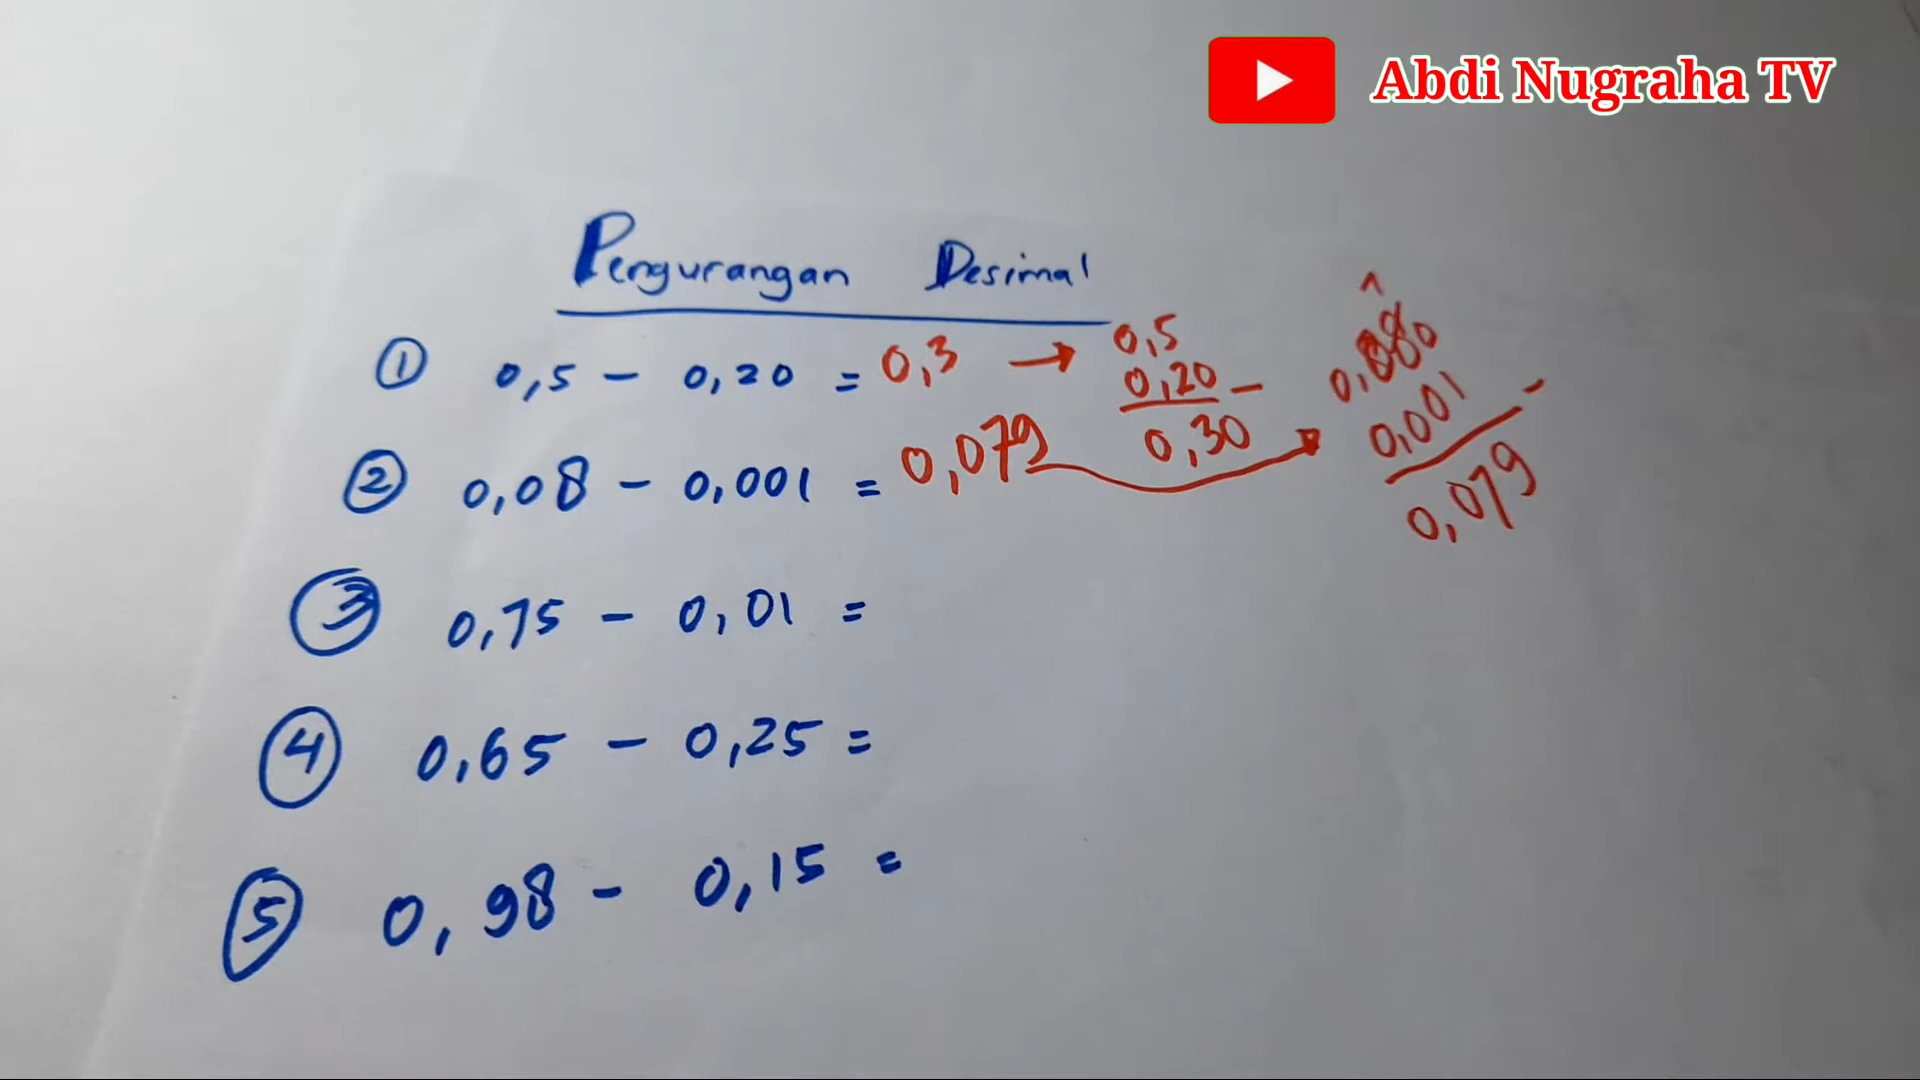 Abdi Nugraha TV
Pengurangan Desimal
① 0,5 - 0,20 = 0,3 → 0,5
0,20 -
0,30
② 0,08 - 0,001 = 0,079
0,080
0,001 -
0,079
③ 0,75 - 0,01 =
④ 0,65 - 0,25 =
⑤ 0,98 - 0,15 =